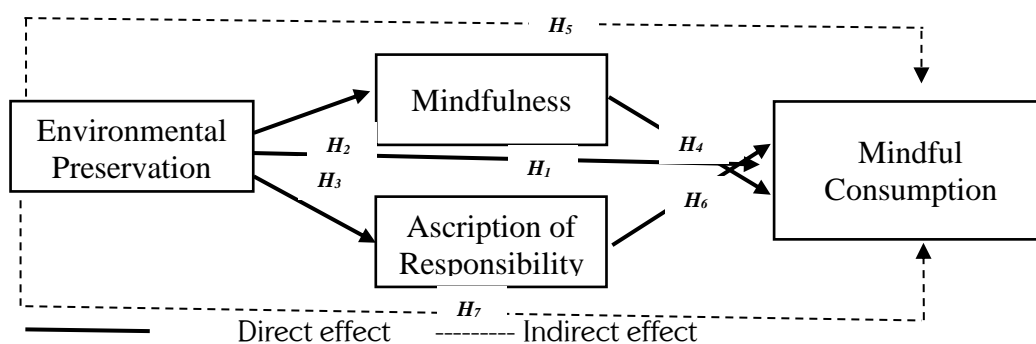 H5
Mindfulness
Environmental
Preservation
H2
H4
H1
Mindful
Consumption
H3
H6
Ascription of
Responsibility
H7
Direct effect
Indirect effect